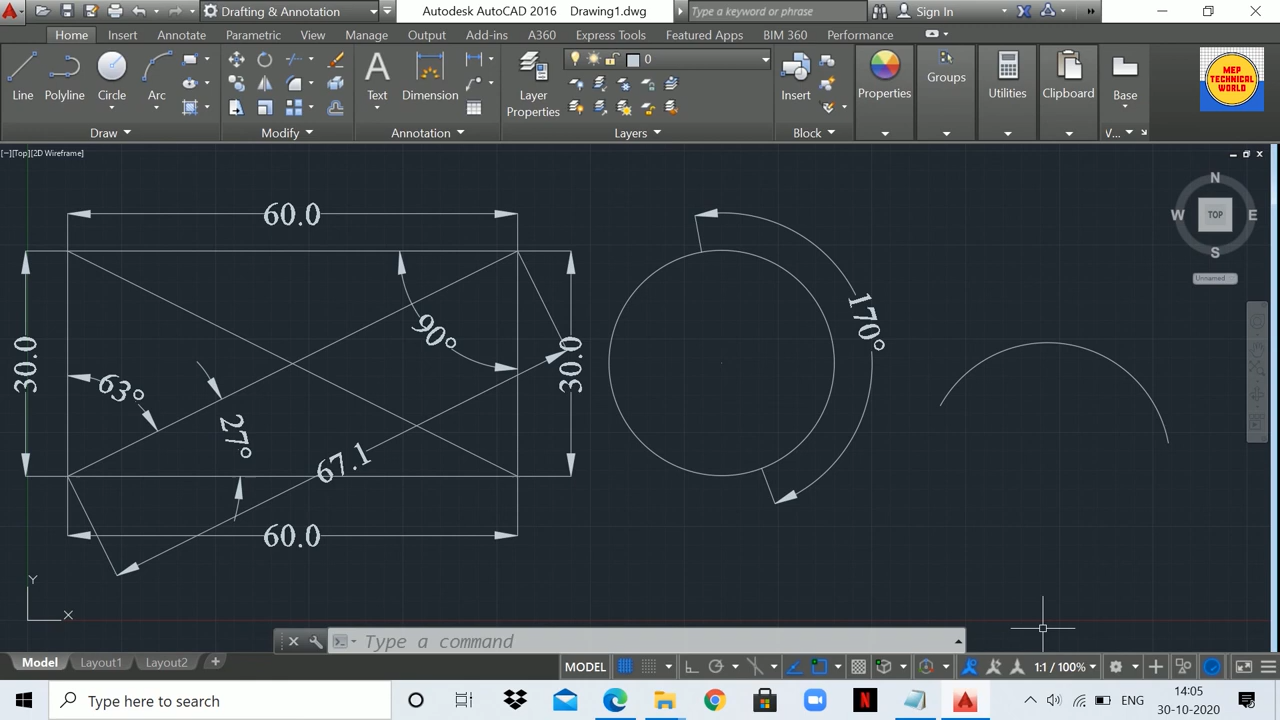 Drafting & Annotation
Autodesk AutoCAD 2016 Drawing1.dwg
Type a keyword or phrase
Sign In
Home Insert Annotate Parametric View Manage Output Add-ins A360 Express Tools Featured Apps BIM 360 Performance
Line Polyline Circle Arc
Text Dimension
Layer Properties
0
Insert
Properties
Groups
Utilities
Clipboard
Base
MEP
TECHNICAL
WORLD
Draw Modify Annotation Layers Block V...
[−][Top][2D Wireframe]
N
W TOP E
S
Unnamed
60.0
30.0
63°
27°
90°
67.1
30.0
60.0
170°
Y
X
Type a command
Model Layout1 Layout2 +
MODEL
1:1 / 100%
Type here to search
N
ENG
14:05
30-10-2020